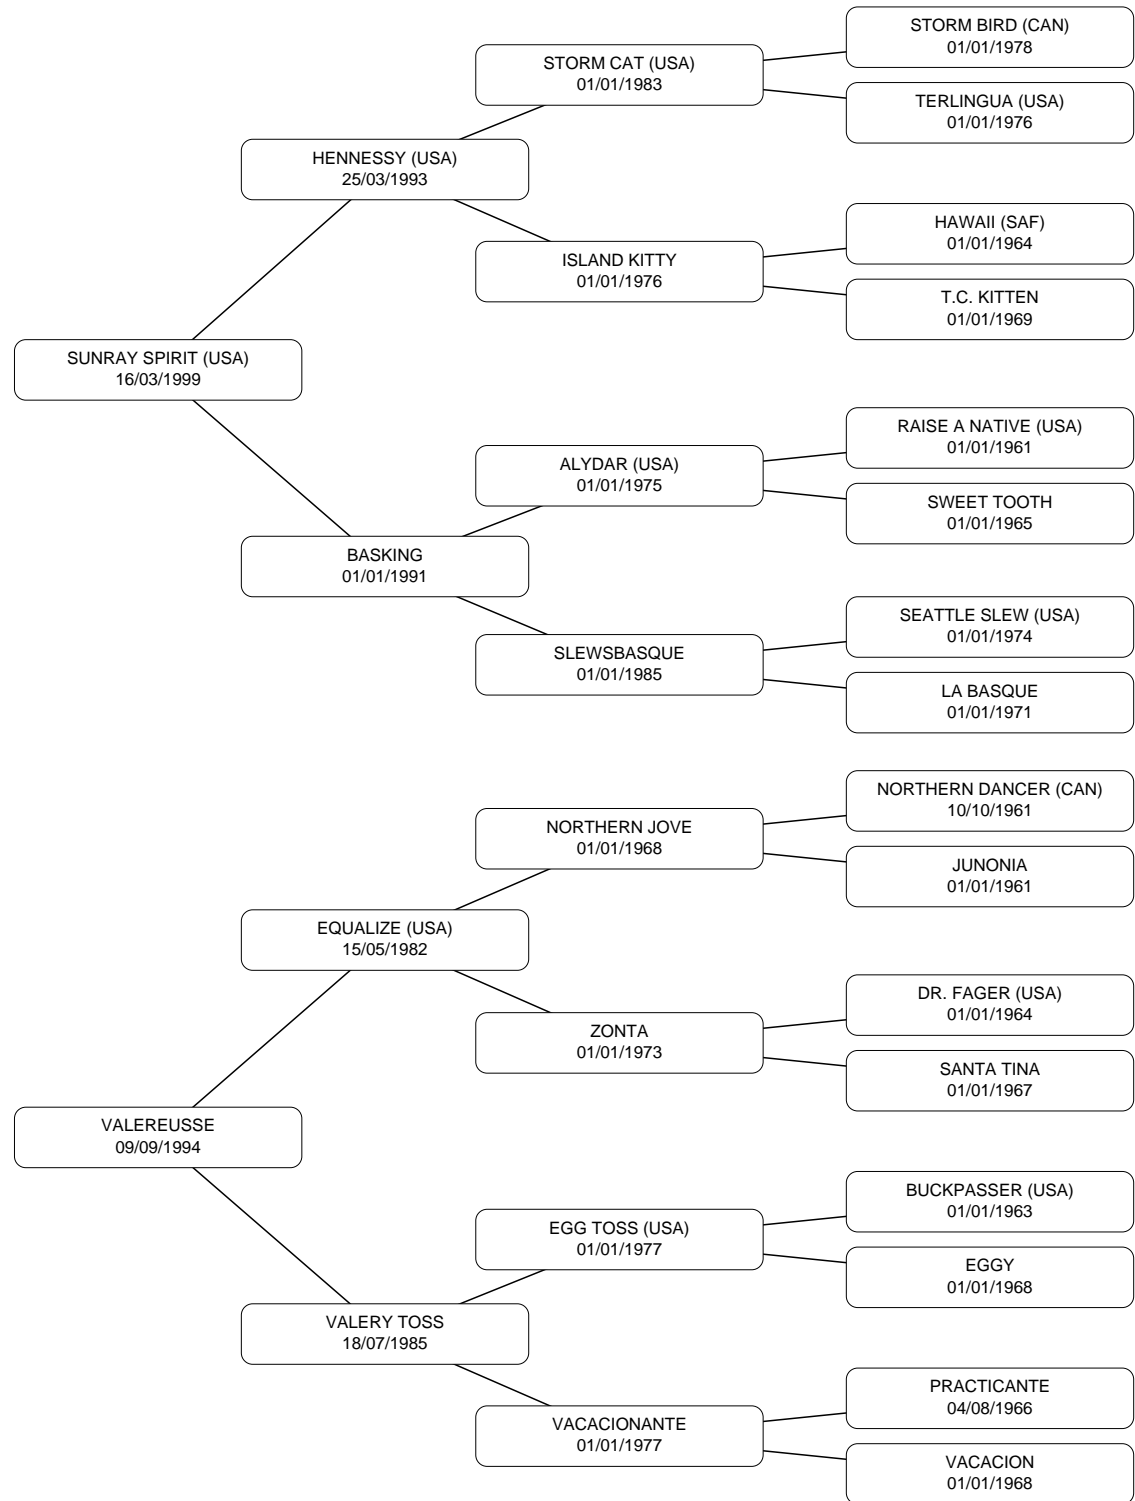 STORM BIRD (CAN)
01/01/1978
STORM CAT (USA)
01/01/1983
TERLINGUA (USA)
01/01/1976
HENNESSY (USA)
25/03/1993
HAWAII (SAF)
01/01/1964
ISLAND KITTY
01/01/1976
T.C. KITTEN
01/01/1969
SUNRAY SPIRIT (USA)
16/03/1999
RAISE A NATIVE (USA)
01/01/1961
ALYDAR (USA)
01/01/1975
SWEET TOOTH
01/01/1965
BASKING
01/01/1991
SEATTLE SLEW (USA)
01/01/1974
SLEWSBASQUE
01/01/1985
LA BASQUE
01/01/1971
NORTHERN DANCER (CAN)
10/10/1961
NORTHERN JOVE
01/01/1968
JUNONIA
01/01/1961
EQUALIZE (USA)
15/05/1982
DR. FAGER (USA)
01/01/1964
ZONTA
01/01/1973
SANTA TINA
01/01/1967
VALEREUSSE
09/09/1994
BUCKPASSER (USA)
01/01/1963
EGG TOSS (USA)
01/01/1977
EGGY
01/01/1968
VALERY TOSS
18/07/1985
PRACTICANTE
04/08/1966
VACACIONANTE
01/01/1977
VACACION
01/01/1968